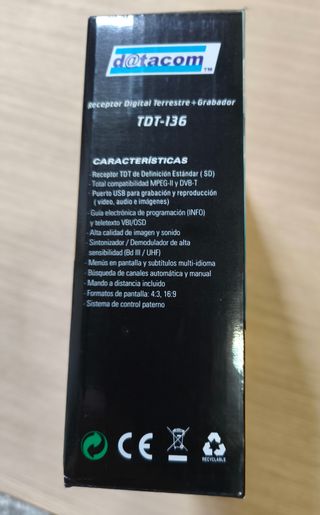 d@tacom
TM
Receptor Digital Terrestre + Grabador
TDT-136
CARACTERÍSTICAS
- Receptor TDT de Definición Estándar ( SD)
- Total compatibilidad MPEG-II y DVB-T
- Puerto USB para grabación y reproducción
( video, audio e imágenes)
- Guía electrónica de programación (INFO)
y teletexto VBI/OSD
- Alta calidad de imagen y sonido
- Sintonizador / Demodulador de alta
sensibilidad (Bd III / UHF)
- Menús en pantalla y subtítulos multi-idioma
- Búsqueda de canales automática y manual
- Mando a distancia incluido
- Formatos de pantalla: 4:3, 16:9
- Sistema de control paterno
CE
RECYCLABLE